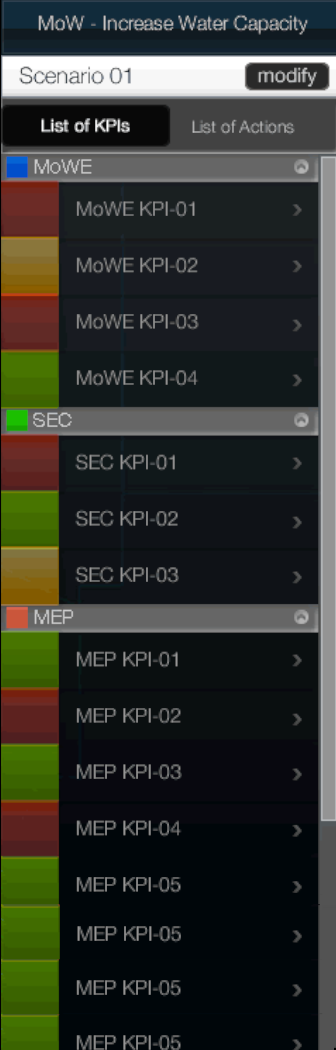 MoW - Increase Water Capacity
Scenario 01
modify
List of KPIs
List of Actions
MoWE
MoWE KPI-01
MoWE KPI-02
MoWE KPI-03
MoWE KPI-04
SEC
SEC KPI-01
SEC KPI-02
SEC KPI-03
MEP
MEP KPI-01
MEP KPI-02
MEP KPI-03
MEP KPI-04
MEP KPI-05
MEP KPI-05
MEP KPI-05
MEP KPI-05